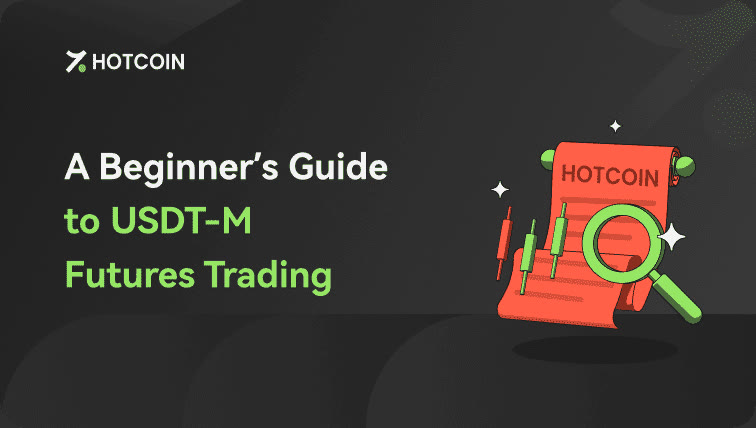 HOTCOIN
A Beginner's Guide
to USDT-M
Futures Trading
HOTCOIN